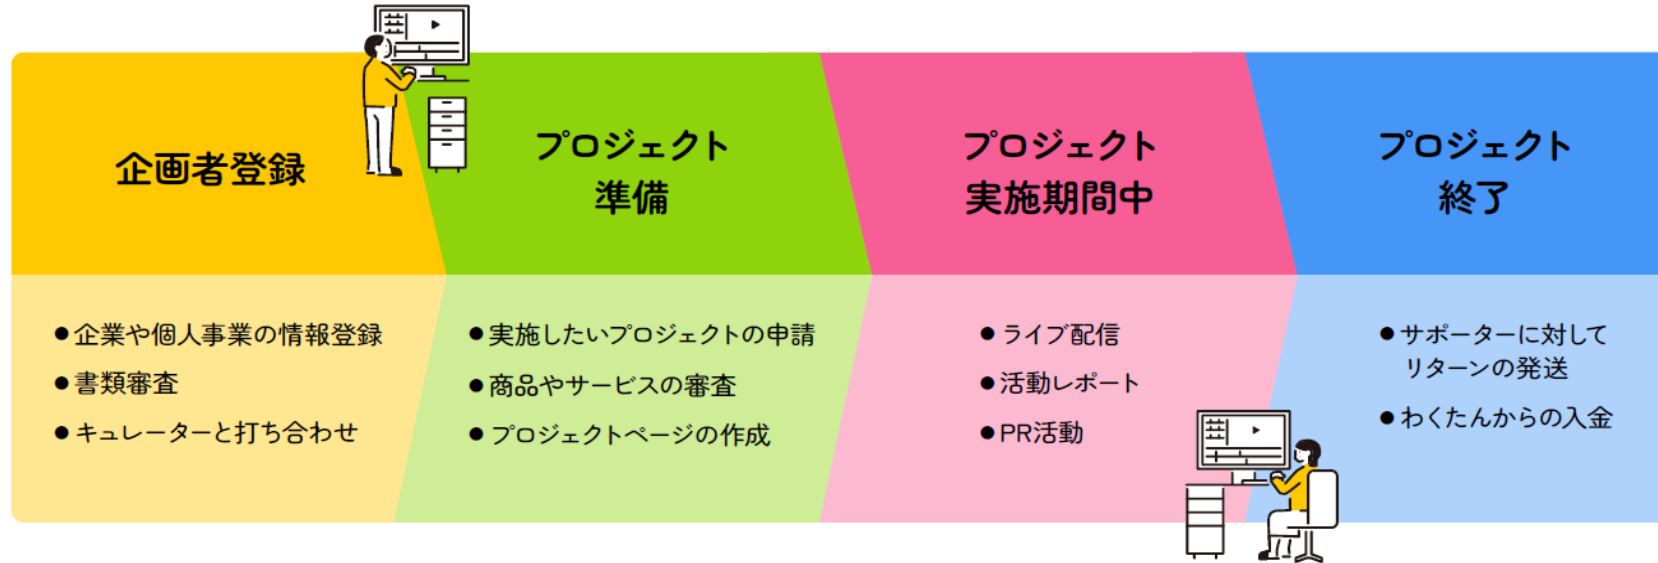 企画者登録
●企業や個人事業の情報登録
●書類審査
●キュレーターと打ち合わせ
プロジェクト
準備
●実施したいプロジェクトの申請
●商品やサービスの審査
●プロジェクトページの作成
プロジェクト
実施期間中
●ライブ配信
●活動レポート
●PR活動
プロジェクト
終了
●サポーターに対して
リターンの発送
●わくたんからの入金